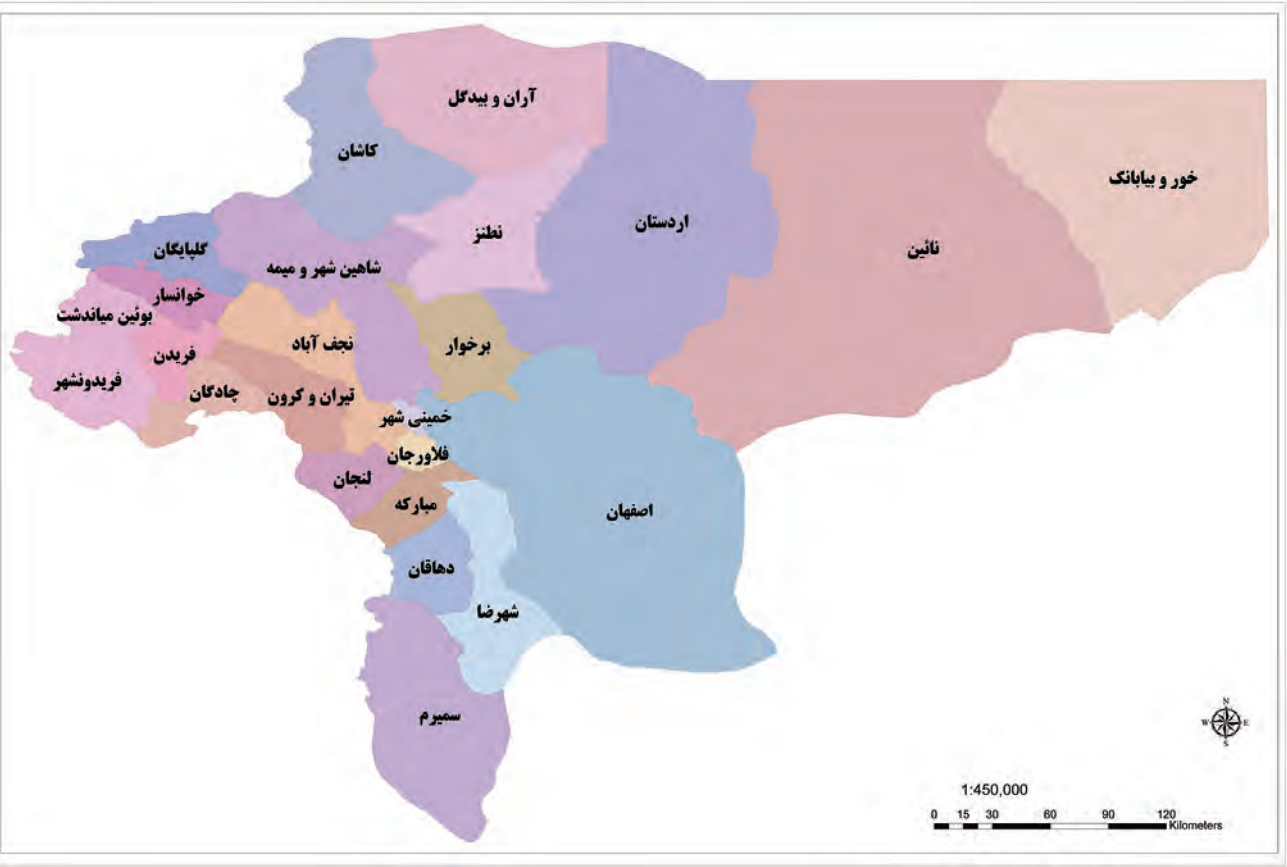 آران و بیدگل
کاشان
خور و بیابانک
اردستان
نطنز
نائین
گلپایگان
شاهین شهر و میمه
خوانسار
بوئین میاندشت
نجف آباد
برخوار
فریدن
فریدونشهر
چادگان
تیران و کرون
خمینی شهر
فلاورجان
لنجان
مبارکه
اصفهان
دهاقان
شهرضا
سمیرم
N
W E
S
1:450,000
0 15 30 60 90 120
Kilometers